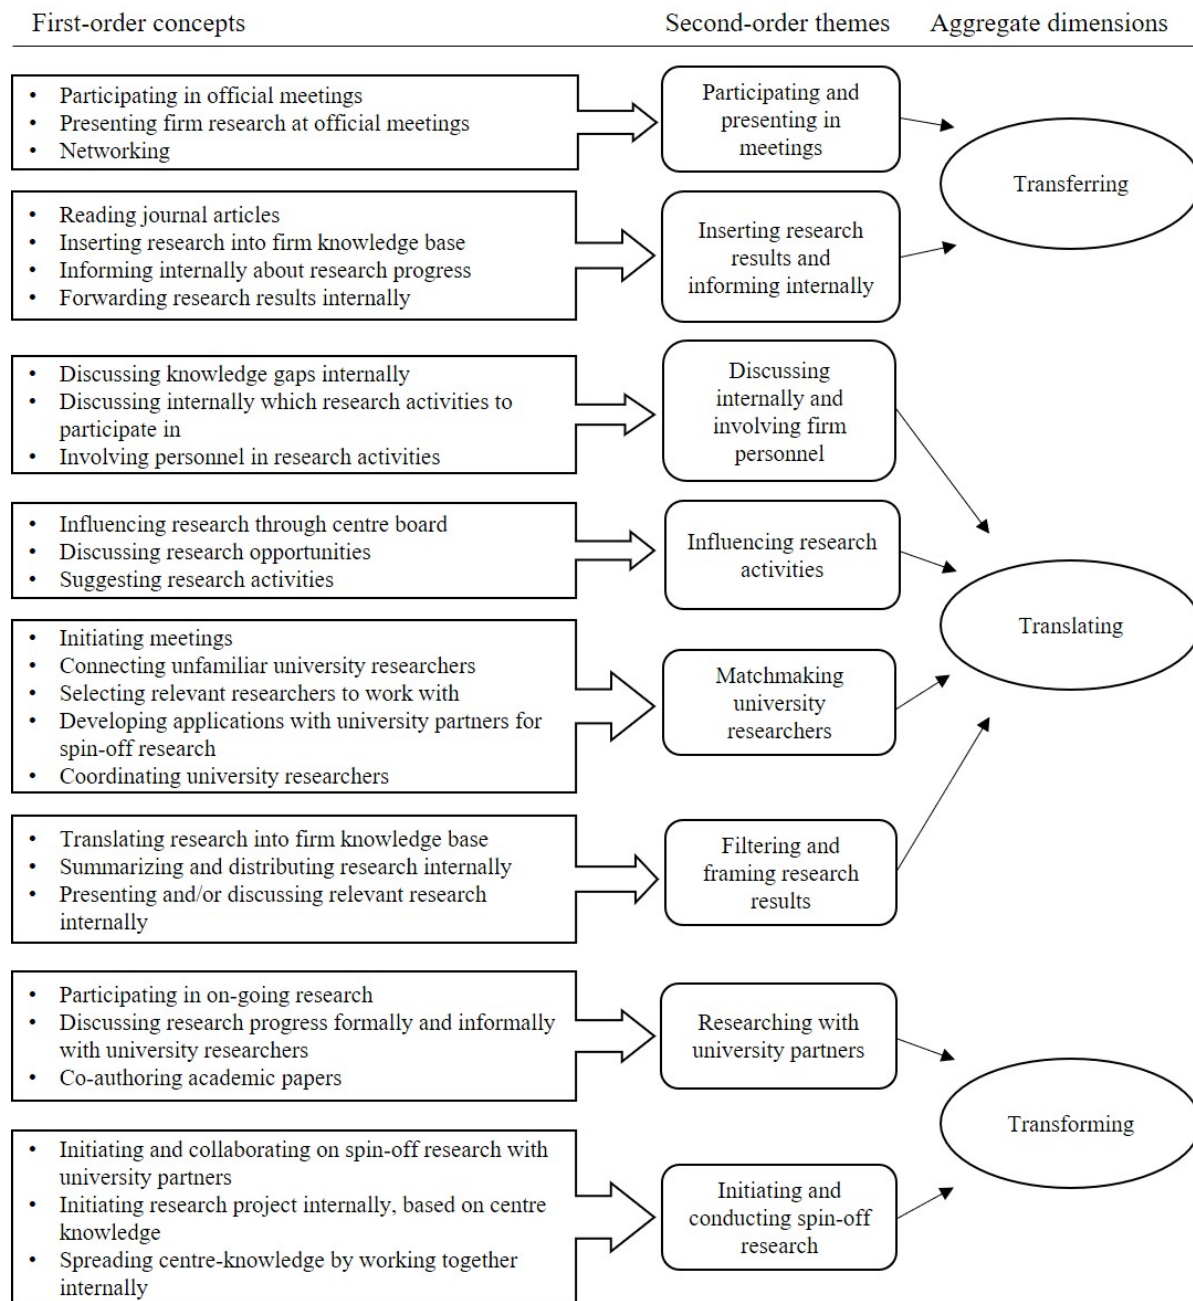 First-order concepts Second-order themes Aggregate dimensions
• Participating in official meetings
• Presenting firm research at official meetings
• Networking
Participating and
presenting in
meetings
Transferring
• Reading journal articles
• Inserting research into firm knowledge base
• Informing internally about research progress
• Forwarding research results internally
Inserting research
results and
informing internally
• Discussing knowledge gaps internally
• Discussing internally which research activities to
participate in
• Involving personnel in research activities
Discussing
internally and
involving firm
personnel
• Influencing research through centre board
• Discussing research opportunities
• Suggesting research activities
Influencing research
activities
Translating
• Initiating meetings
• Connecting unfamiliar university researchers
• Selecting relevant researchers to work with
• Developing applications with university partners for
spin-off research
• Coordinating university researchers
Matchmaking
university
researchers
• Translating research into firm knowledge base
• Summarizing and distributing research internally
• Presenting and/or discussing relevant research
internally
Filtering and
framing research
results
• Participating in on-going research
• Discussing research progress formally and informally
with university researchers
• Co-authoring academic papers
Researching with
university partners
Transforming
• Initiating and collaborating on spin-off research with
university partners
• Initiating research project internally, based on centre
knowledge
• Spreading centre-knowledge by working together
internally
Initiating and
conducting spin-off
research